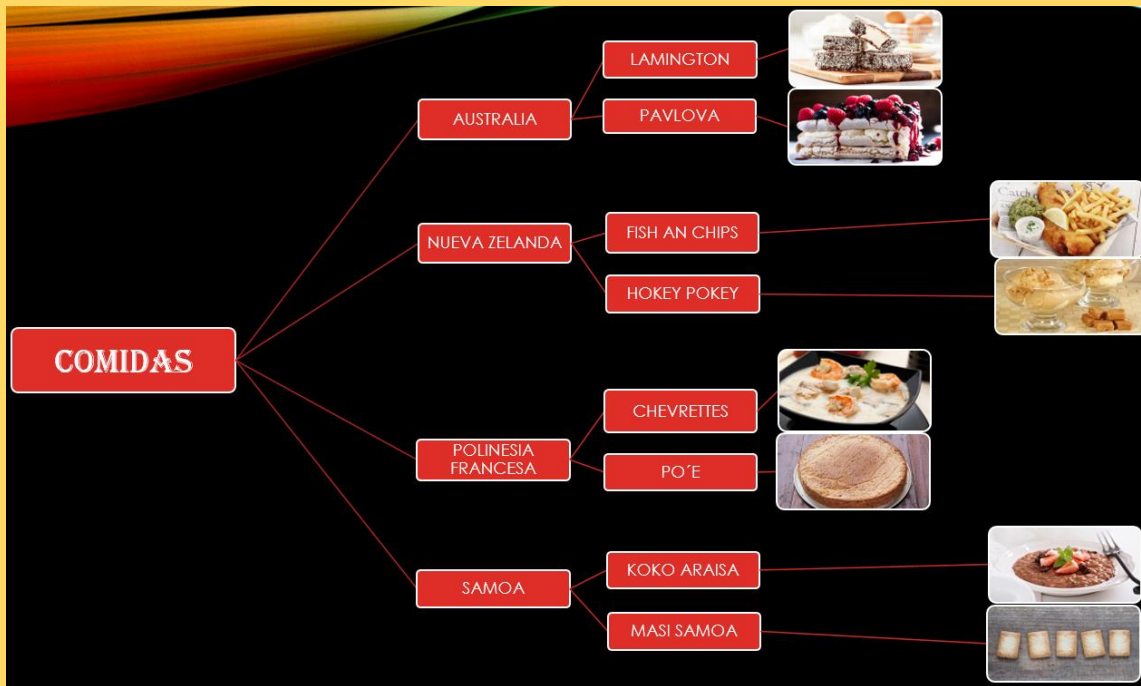 COMIDAS
AUSTRALIA
LAMINGTON
PAVLOVA
NUEVA ZELANDA
FISH AN CHIPS
HOKEY POKEY
POLINESIA
FRANCESA
CHEVRETTES
PO´E
SAMOA
KOKO ARAISA
MASI SAMOA
Catch